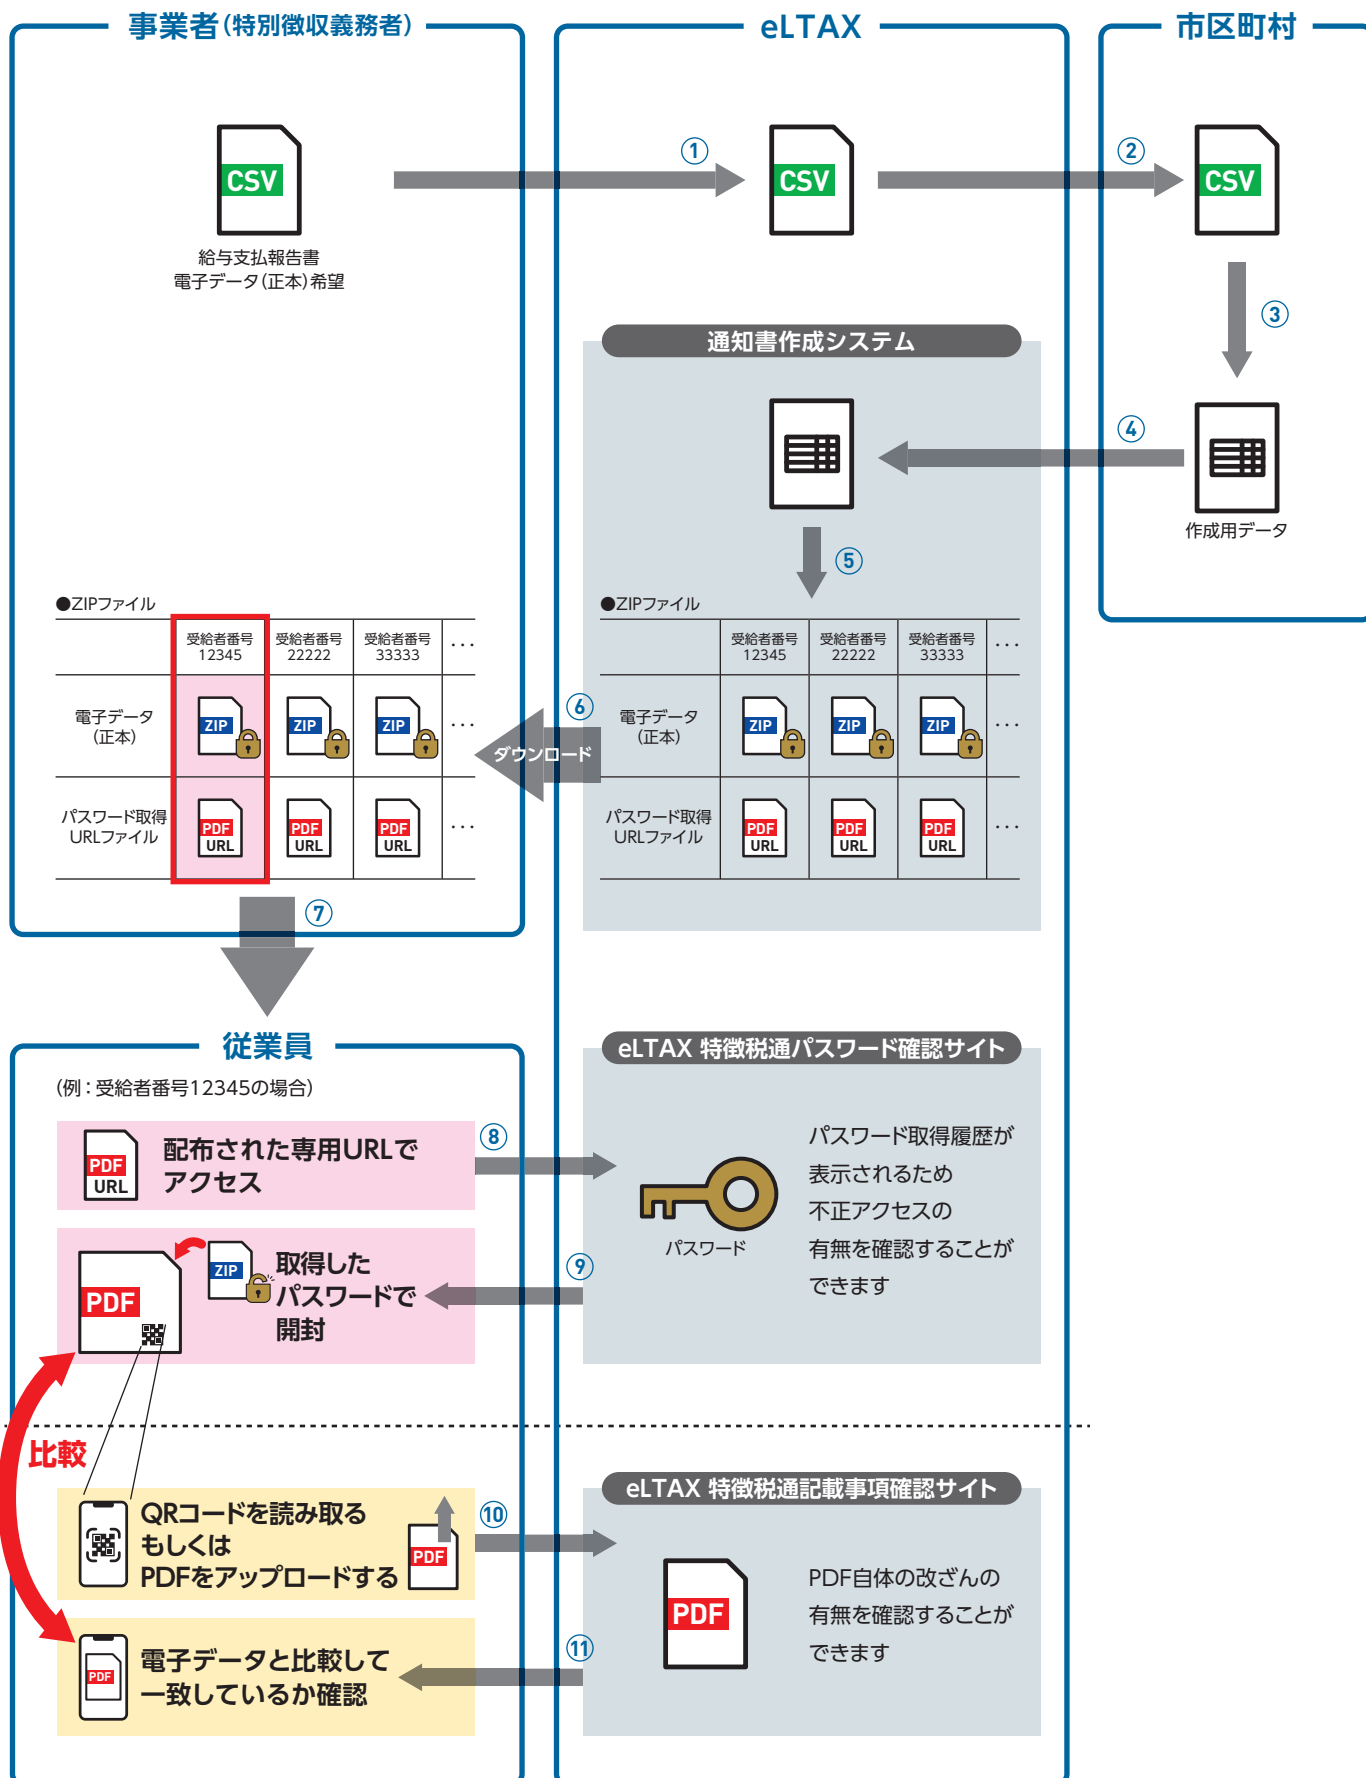 事業者(特別徴収義務者)
eLTAX
市区町村
①
②
CSV
CSV
CSV
給与支払報告書
電子データ(正本)希望
③
通知書作成システム
④
作成用データ
⑤
●ZIPファイル
受給者番号
12345
受給者番号
22222
受給者番号
33333
・・・
電子データ
(正本)
ZIP
ZIP
ZIP
・・・
パスワード取得
URLファイル
PDF
URL
PDF
URL
PDF
URL
・・・
⑥
ダウンロード
●ZIPファイル
受給者番号
12345
受給者番号
22222
受給者番号
33333
・・・
電子データ
(正本)
ZIP
ZIP
ZIP
・・・
パスワード取得
URLファイル
PDF
URL
PDF
URL
PDF
URL
・・・
⑦
従業員
(例：受給者番号12345の場合)
PDF
URL
配布された専用URLで
アクセス
⑧
eLTAX 特徴税通パスワード確認サイト
パスワード
パスワード取得履歴が
表示されるため
不正アクセスの
有無を確認することが
できます
PDF
ZIP
取得した
パスワードで
開封
⑨
比較
QRコードを読み取る
もしくは
PDFをアップロードする
PDF
⑩
eLTAX 特徴税通記載事項確認サイト
PDF
PDF自体の改ざんの
有無を確認することが
できます
PDF
電子データと比較して
一致しているか確認
⑪